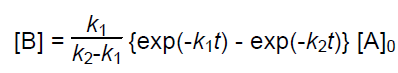 [B] = k₁/(k₂-k₁) {exp(-k₁t) - exp(-k₂t)} [A]₀